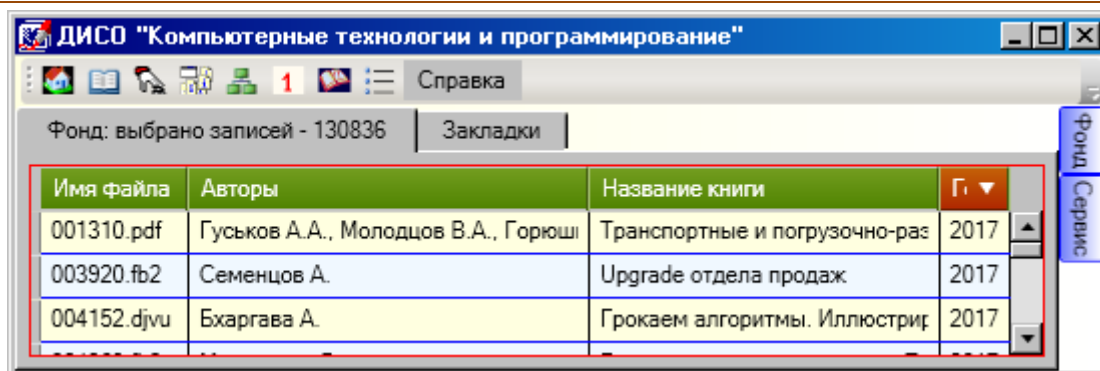 ДИСО "Компьютерные технологии и программирование"
1 Справка
Фонд: выбрано записей - 130836 Закладки
Фонд Сервис
Имя файла Авторы Название книги
001310.pdf Гуськов А.А., Молодцов В.А., Горюш Транспортные и погрузочно-раз 2017
003920.fb2 Семенцов А. Upgrade отдела продаж 2017
004152.djvu Бхаргава А. Грокаем алгоритмы. Иллюстрир 2017